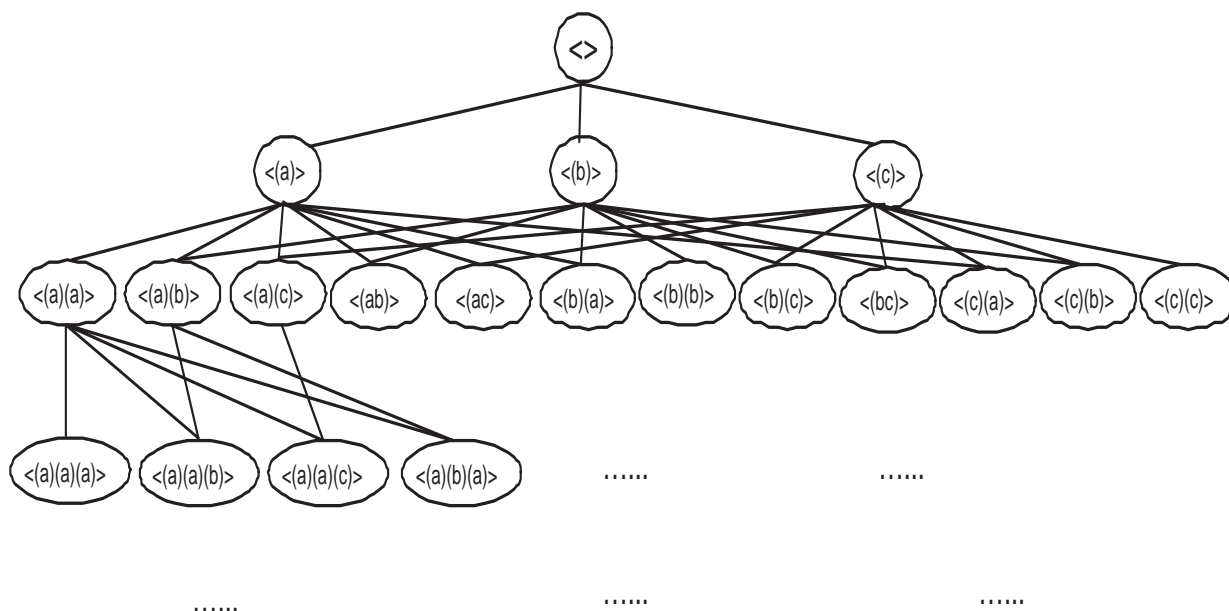 <>
<(a)> <(b)> <(c)>
<(a)(a)> <(a)(b)> <(a)(c)> <(ab)> <(ac)> <(b)(a)> <(b)(b)> <(b)(c)> <(bc)> <(c)(a)> <(c)(b)> <(c)(c)>
<(a)(a)(a)> <(a)(a)(b)> <(a)(a)(c)> <(a)(b)(a)> …... …...
…... …... …...